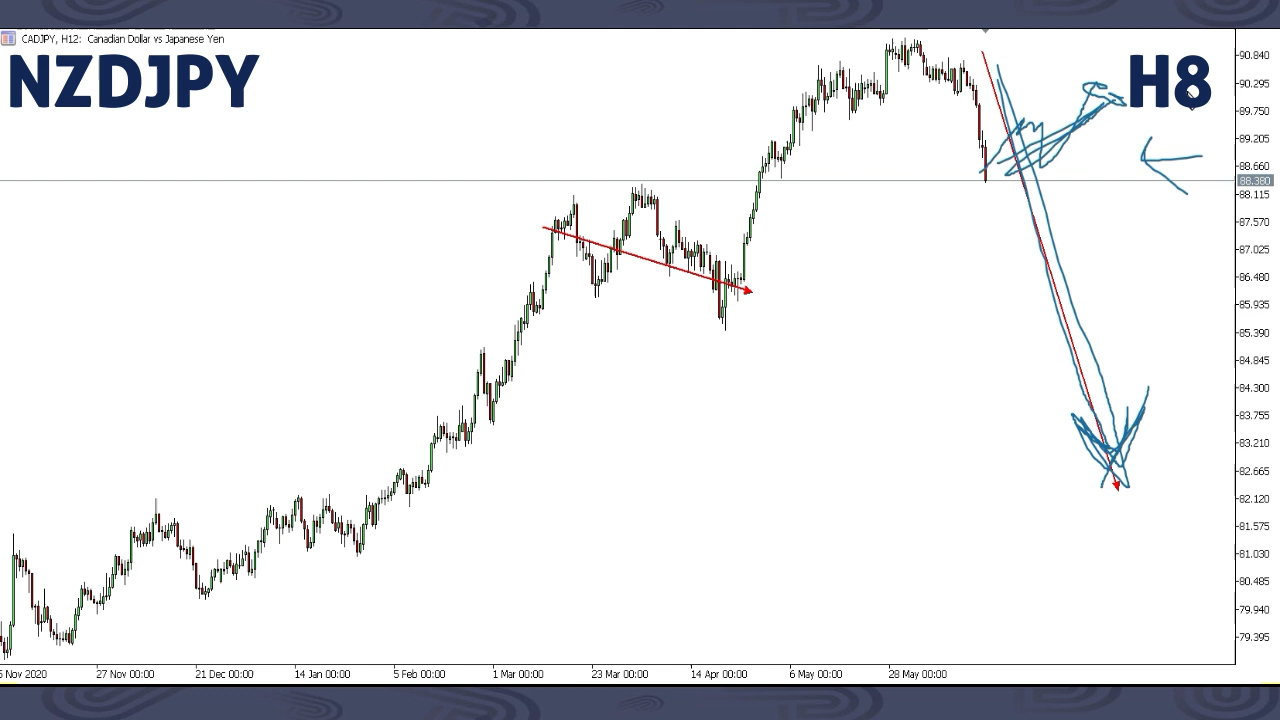 CADJPY, H12: Canadian Dollar vs Japanese Yen
NZDJPY
H8
90.840
90.295
89.750
89.205
88.660
88.380
88.115
87.570
87.025
86.480
85.935
85.390
84.845
84.300
83.755
83.210
82.665
82.120
81.575
81.030
80.485
79.940
79.395
Nov 2020
27 Nov 00:00
21 Dec 00:00
14 Jan 00:00
5 Feb 00:00
1 Mar 00:00
23 Mar 00:00
14 Apr 00:00
6 May 00:00
28 May 00:00